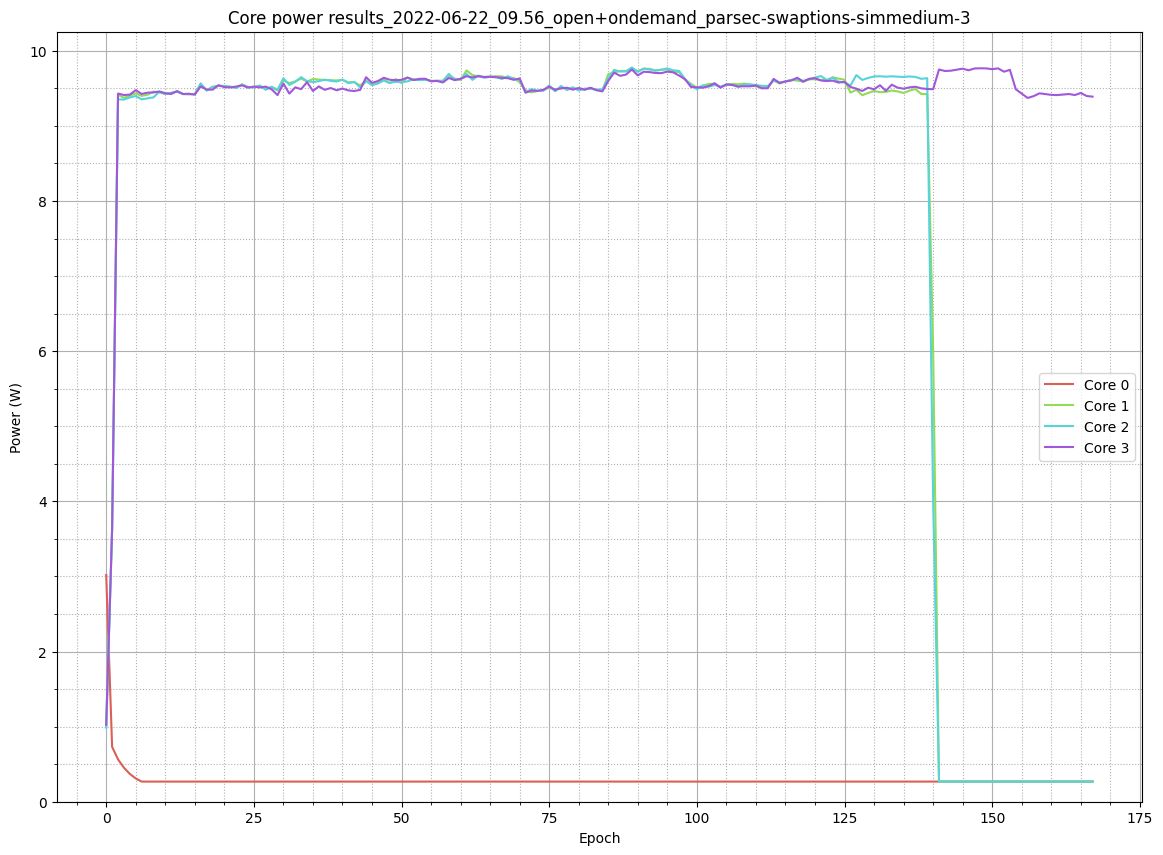 Core power results_2022-06-22_09.56_open+ondemand_parsec-swaptions-simmedium-3
10
8
6
4
2
0
Power (W)
Core 0
Core 1
Core 2
Core 3
0 25 50 75 100 125 150 175
Epoch